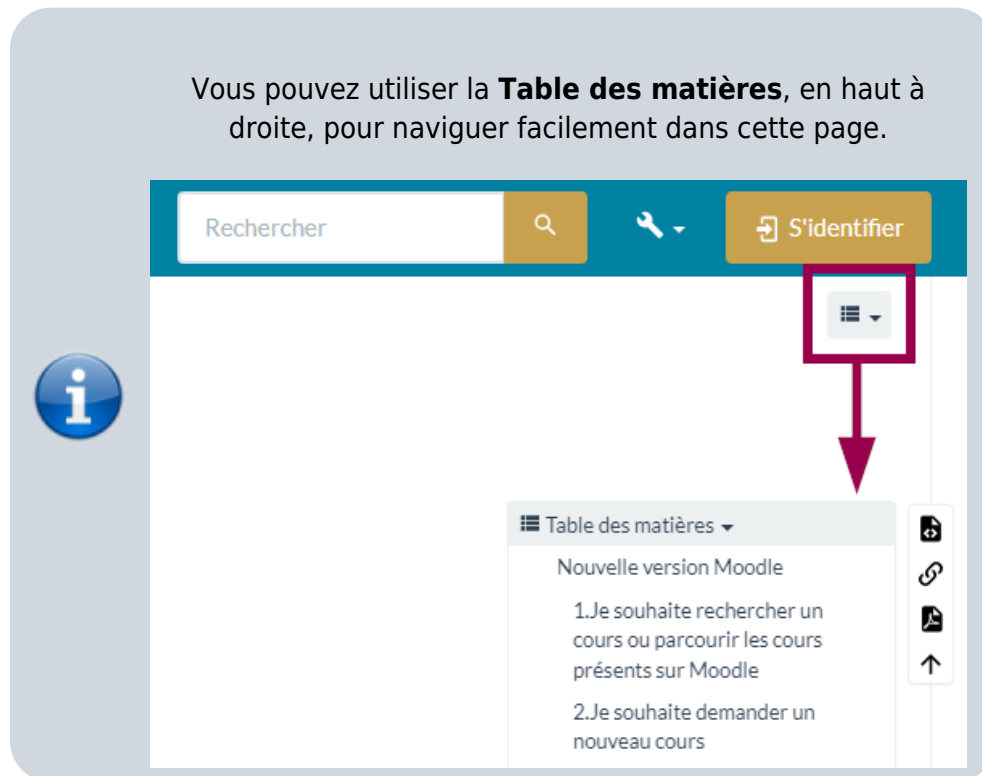 Vous pouvez utiliser la Table des matières, en haut à
droite, pour naviguer facilement dans cette page.
Rechercher
S'identifier
Table des matières
Nouvelle version Moodle
1.Je souhaite rechercher un
cours ou parcourir les cours
présents sur Moodle
2.Je souhaite demander un
nouveau cours